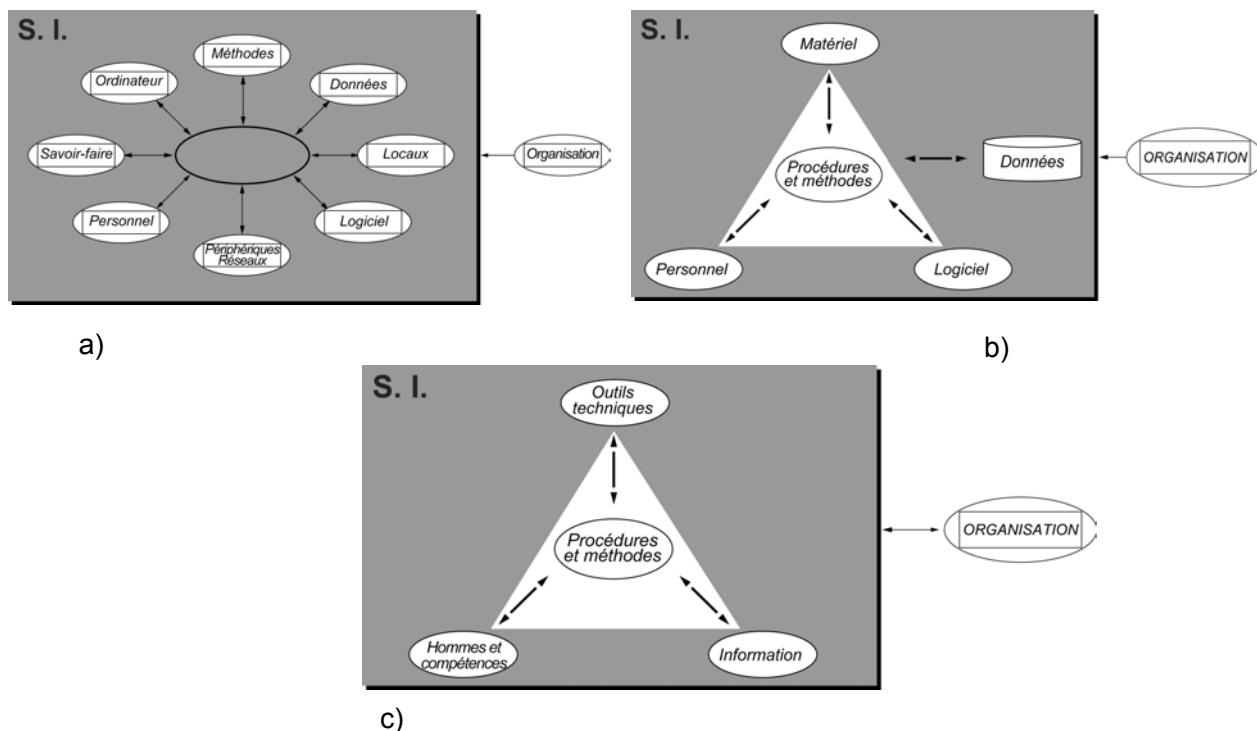 S. I.
Méthodes
Ordinateur
Données
Savoir-faire
Locaux
Organisation
Personnel
Logiciel
Périphériques
Réseaux
a)
S. I.
Matériel
Procédures
et méthodes
Données
ORGANISATION
Personnel
Logiciel
b)
S. I.
Outils
techniques
Procédures
et méthodes
ORGANISATION
Hommes et
compétences
Information
c)